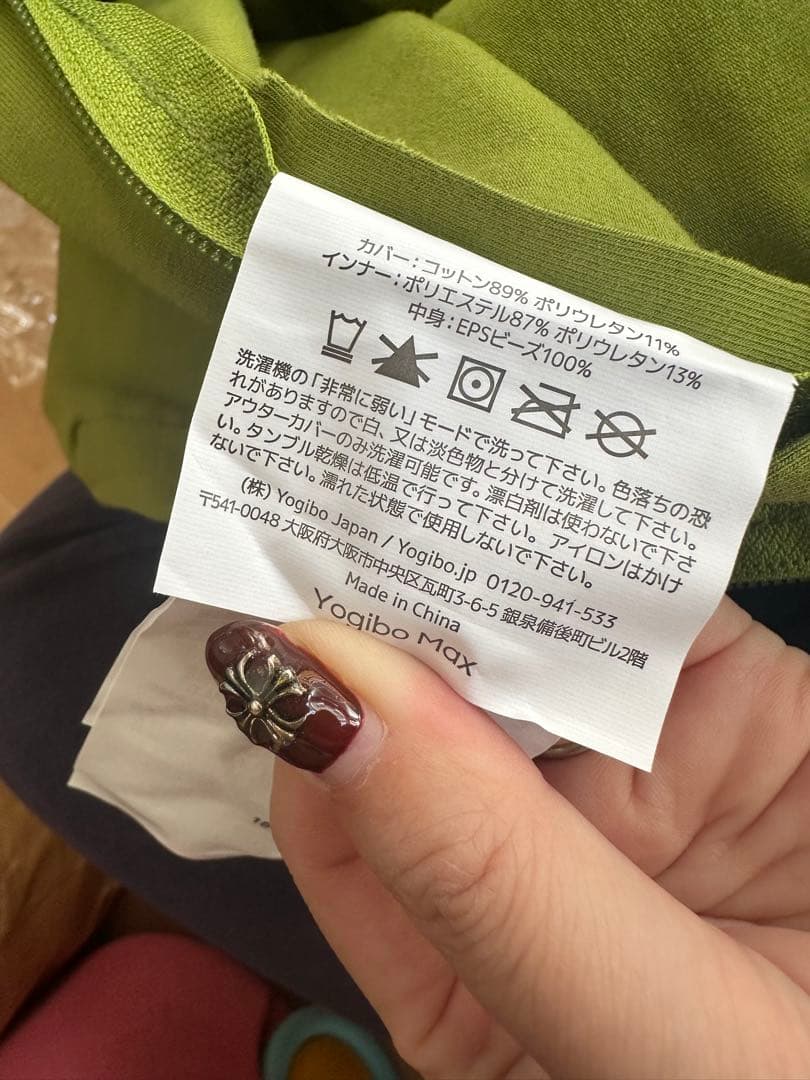 カバー：コットン89% ポリウレタン11%
インナー：ポリエステル87% ポリウレタン13%
中身：EPSビーズ100%
洗濯機の「非常に弱い」モードで洗って下さい。色落ちの恐
れがありますので白、又は淡色物と分けて洗濯して下さい。
アウターカバーのみ洗濯可能です。漂白剤は使わないで下さ
い。タンブル乾燥は低温で行って下さい。アイロンはかけ
ないで下さい。濡れた状態で使用しないで下さい。
(株) Yogibo Japan / Yogibo.jp 0120-941-533
〒541-0048 大阪府大阪市中央区瓦町3-6-5 銀泉備後町ビル2階
Made in China
Yogibo Max